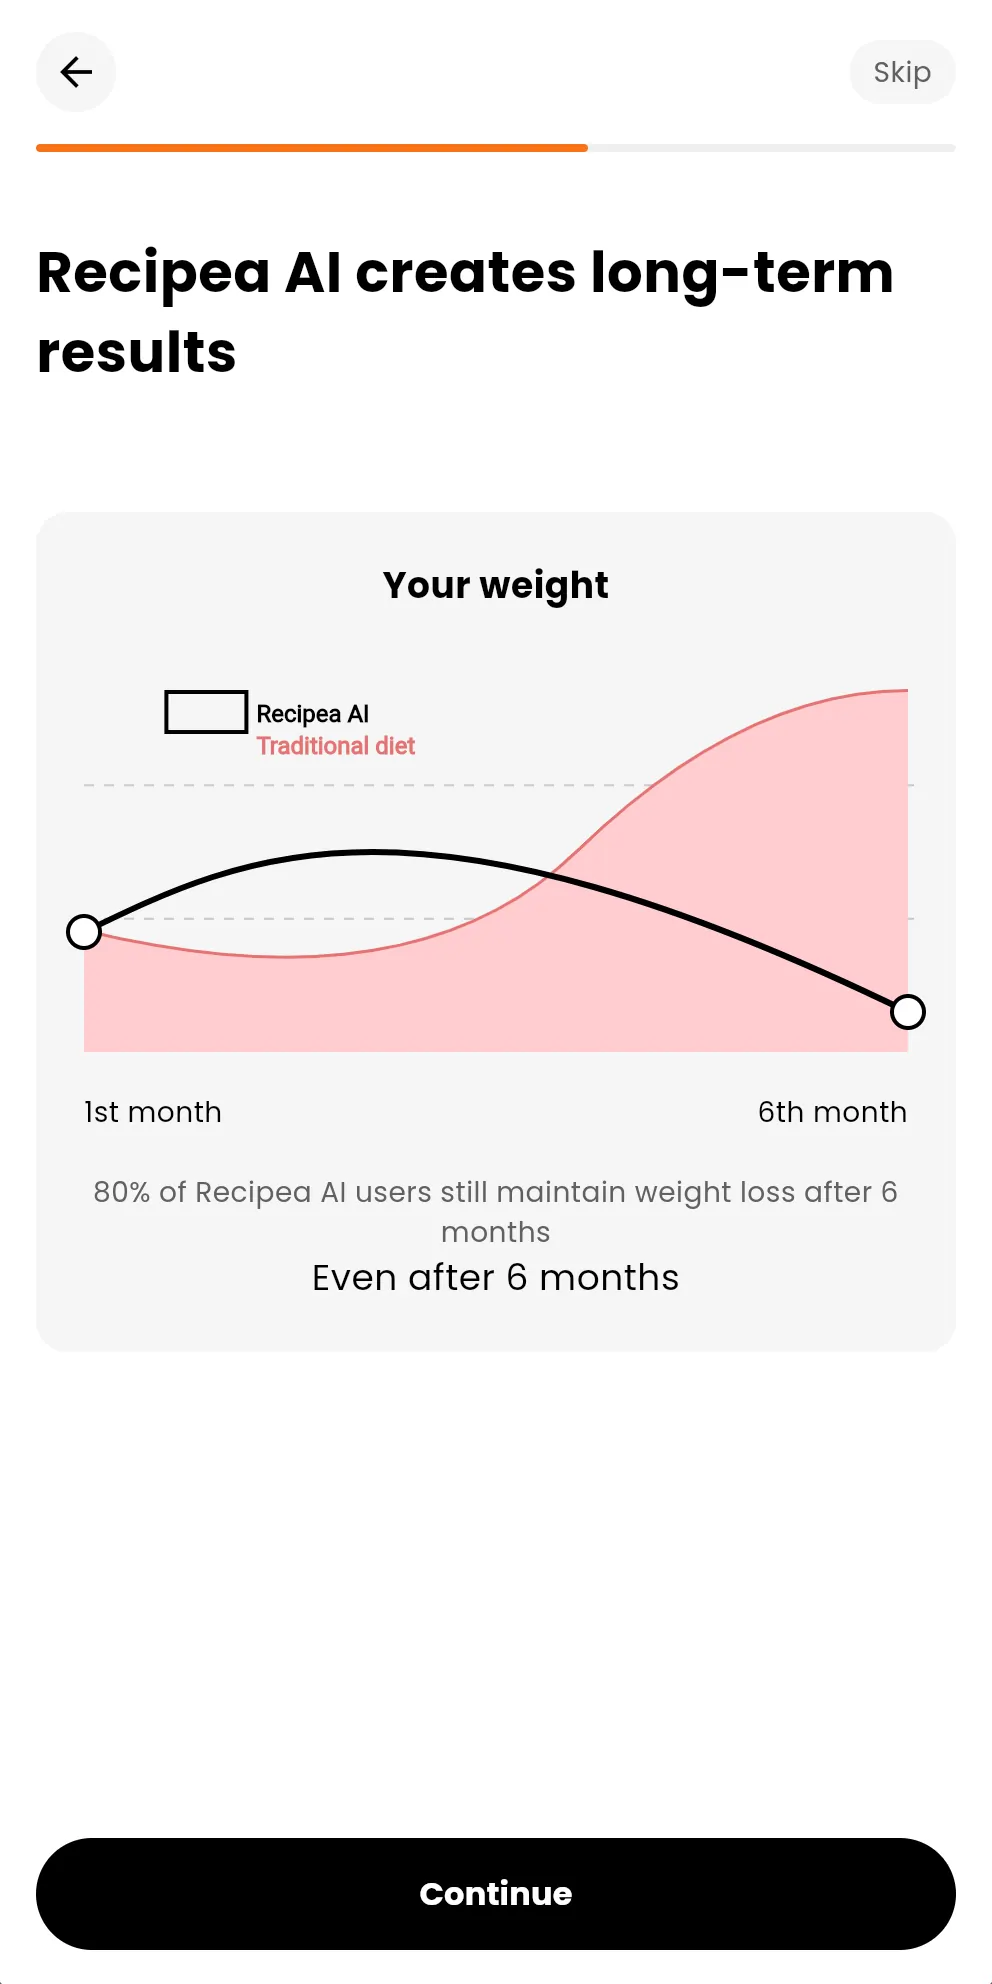 Skip
Recipea AI creates long-term
results
Your weight
Recipea AI
Traditional diet
1st month
6th month
80% of Recipea AI users still maintain weight loss after 6
months
Even after 6 months
Continue